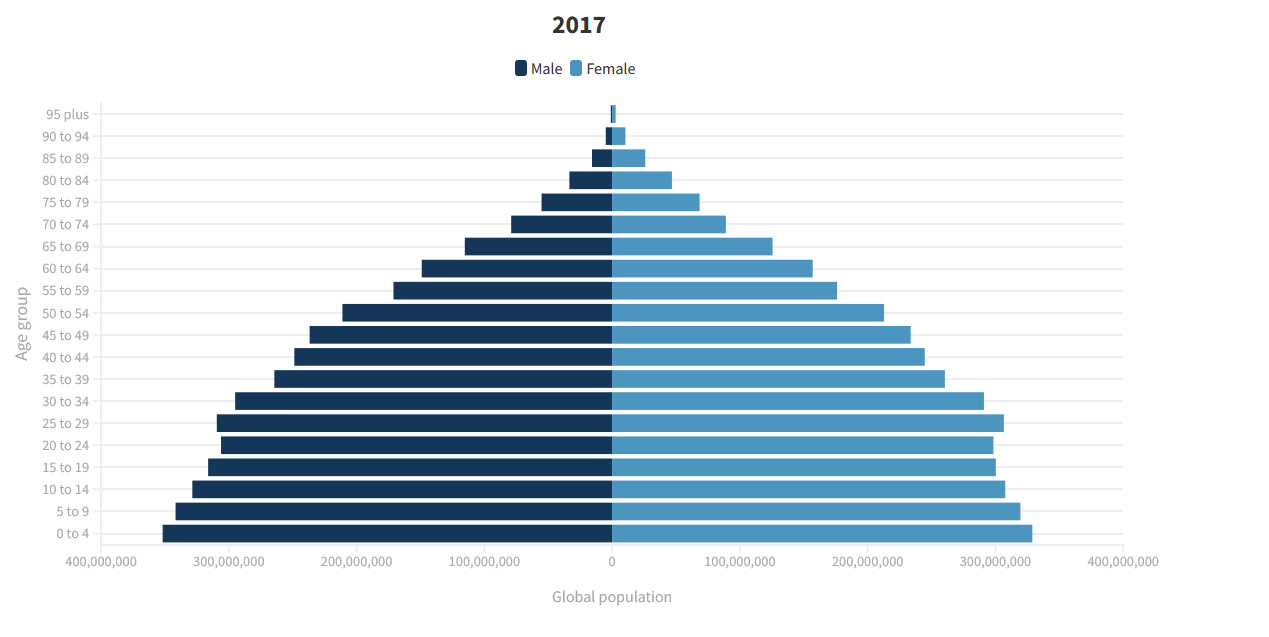 2017
Male Female
95 plus
90 to 94
85 to 89
80 to 84
75 to 79
70 to 74
65 to 69
60 to 64
55 to 59
50 to 54
45 to 49
40 to 44
35 to 39
30 to 34
25 to 29
20 to 24
15 to 19
10 to 14
5 to 9
0 to 4
Age group
400,000,000 300,000,000 200,000,000 100,000,000 0 100,000,000 200,000,000 300,000,000 400,000,000
Global population